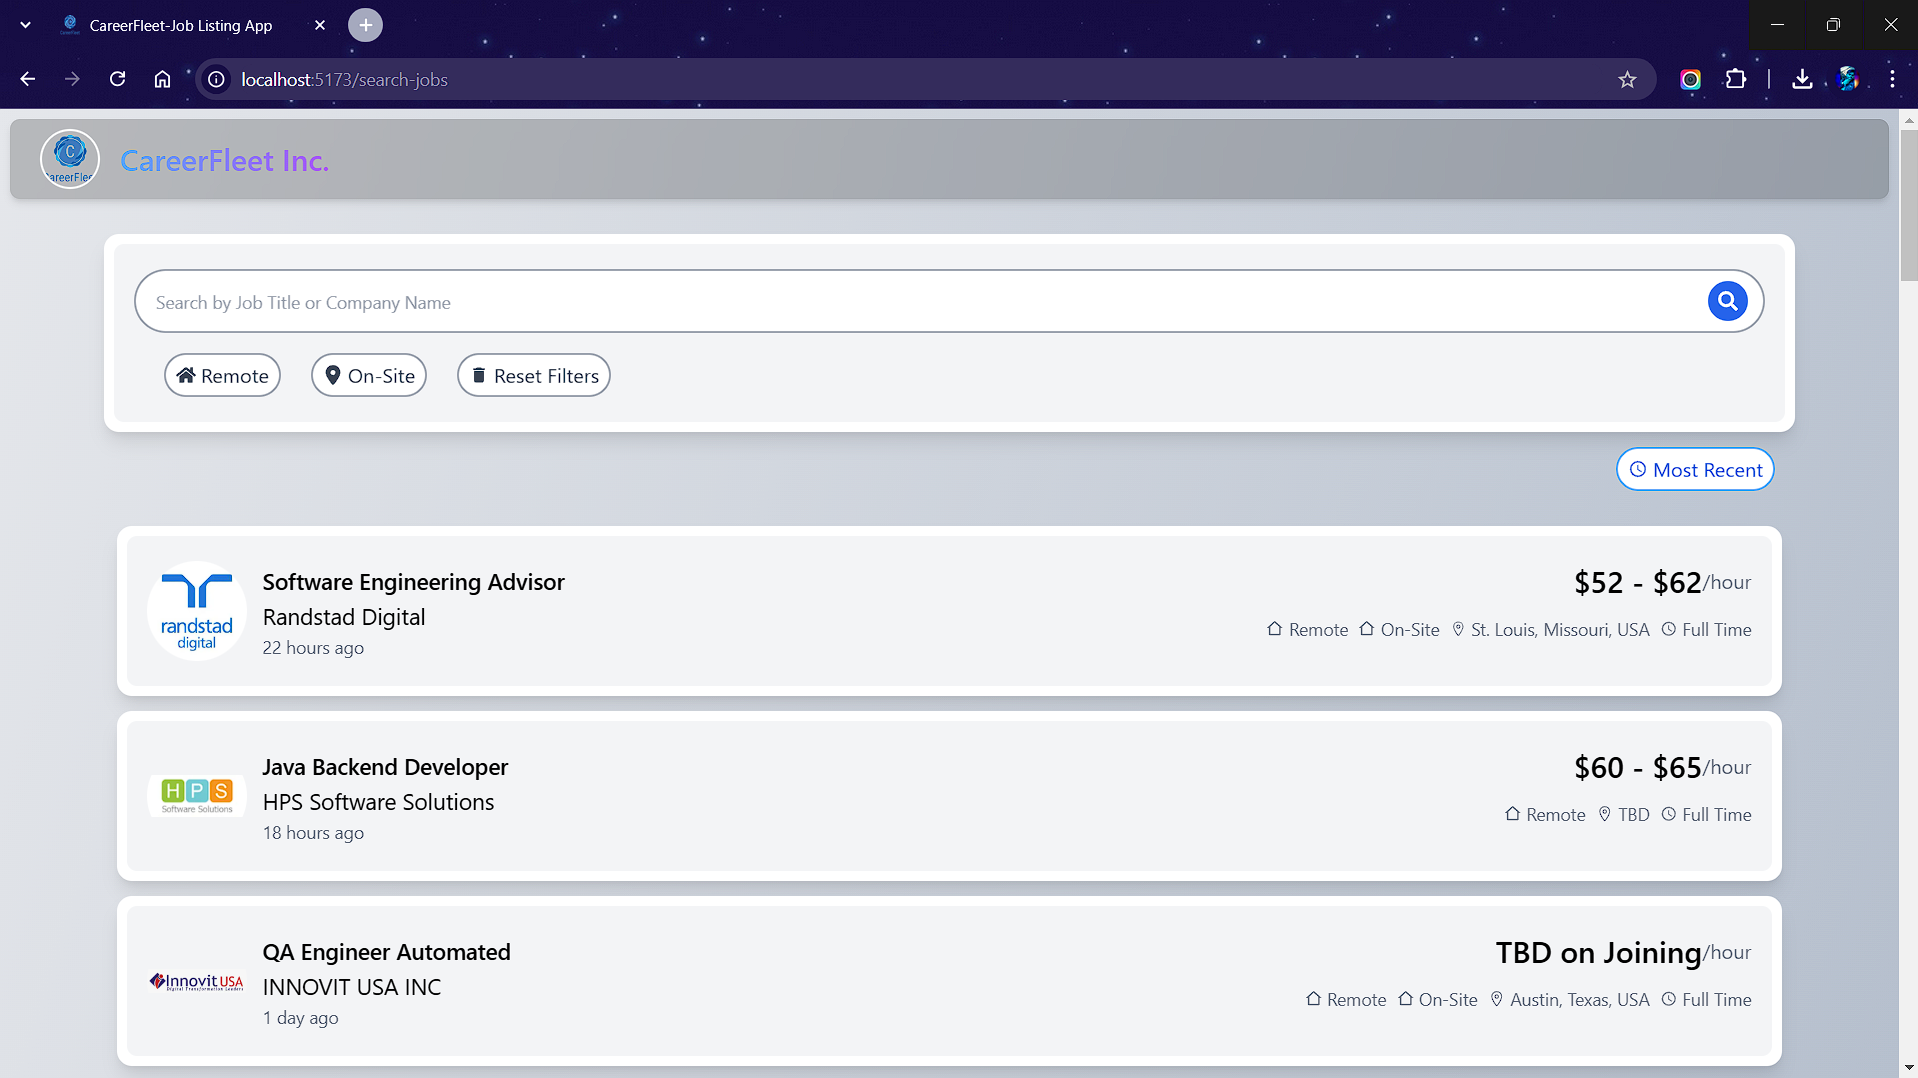 CareerFleet-Job Listing App
localhost:5173/search-jobs
C
CareerFleet Inc.
Search by Job Title or Company Name
Remote On-Site Reset Filters
Most Recent
randstad
digital
Software Engineering Advisor
Randstad Digital
22 hours ago
$52 - $62/hour
Remote On-Site St. Louis, Missouri, USA Full Time
HPS
Software Solutions
Java Backend Developer
HPS Software Solutions
18 hours ago
$60 - $65/hour
Remote TBD Full Time
Innovit USA
Digital Transformation Leaders
QA Engineer Automated
INNOVIT USA INC
1 day ago
TBD on Joining/hour
Remote On-Site Austin, Texas, USA Full Time